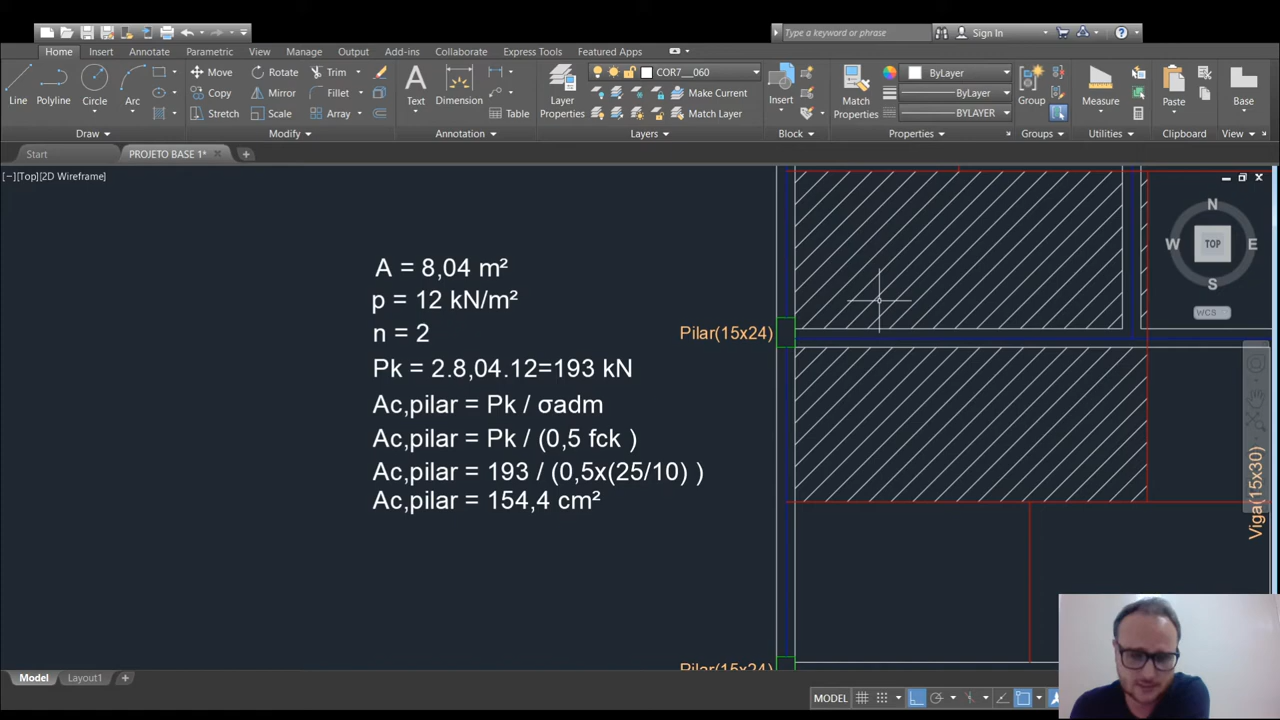 Type a keyword or phrase
Sign In
Home Insert Annotate Parametric View Manage Output Add-ins Collaborate Express Tools Featured Apps
Line
Polyline
Circle
Arc
Move
Rotate
Trim
Copy
Mirror
Fillet
Stretch
Scale
Array
Text
Dimension
Table
Layer
Properties
COR7__060
Make Current
Match Layer
Insert
Match
Properties
ByLayer
ByLayer
BYLAYER
Group
Measure
Paste
Base
Draw
Modify
Annotation
Layers
Block
Properties
Groups
Utilities
Clipboard
View
Start
PROJETO BASE 1*
[−][Top][2D Wireframe]
N
W
TOP
E
S
WCS
A = 8,04 m²
p = 12 kN/m²
n = 2
Pk = 2.8,04.12=193 kN
Ac,pilar = Pk / σadm
Ac,pilar = Pk / (0,5 fck )
Ac,pilar = 193 / (0,5x(25/10) )
Ac,pilar = 154,4 cm²
Pilar(15x24)
Viga(15x30)
Pilar(15x24)
Model
Layout1
MODEL